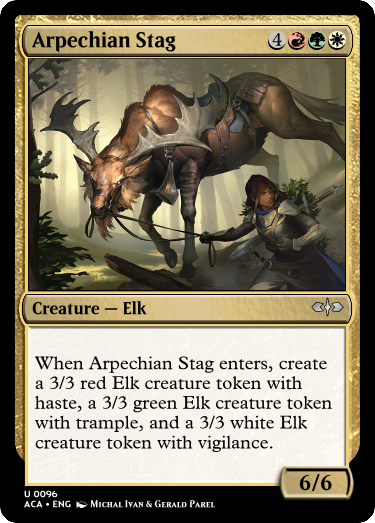 Arpechian Stag 4
Creature — Elk
When Arpechian Stag enters, create
a 3/3 red Elk creature token with
haste, a 3/3 green Elk creature token
with trample, and a 3/3 white Elk
creature token with vigilance.
6/6
U 0096
ACA • ENG Michal Ivan & Gerald Parel